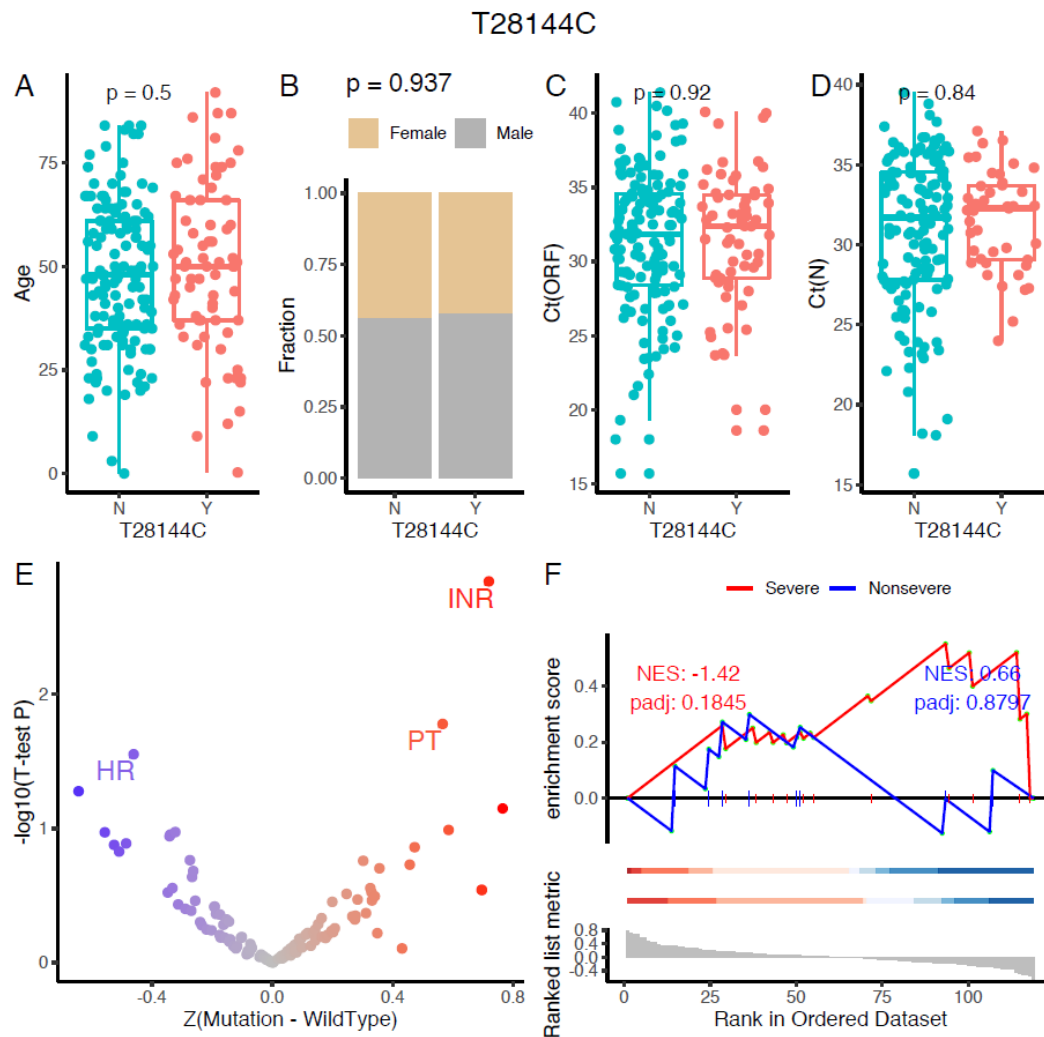 T28144C
A
p = 0.5
Age
75
50
25
0
N
Y
T28144C
B
p = 0.937
Female
Male
Fraction
1.00
0.75
0.50
0.25
0.00
N
Y
T28144C
C
p = 0.92
Ct(ORF)
40
35
30
25
20
15
N
Y
T28144C
D
p = 0.84
Ct(N)
40
35
30
25
20
15
N
Y
T28144C
E
INR
PT
HR
-log10(T-test P)
2
1
0
-0.4
0.0
0.4
0.8
Z(Mutation - WildType)
F
Severe
Nonsevere
enrichment score
0.4
0.2
0.0
NES: -1.42
padj: 0.1845
NES: 0.66
padj: 0.8797
Ranked list metric
0.8
0.4
0.0
-0.4
0
25
50
75
100
Rank in Ordered Dataset